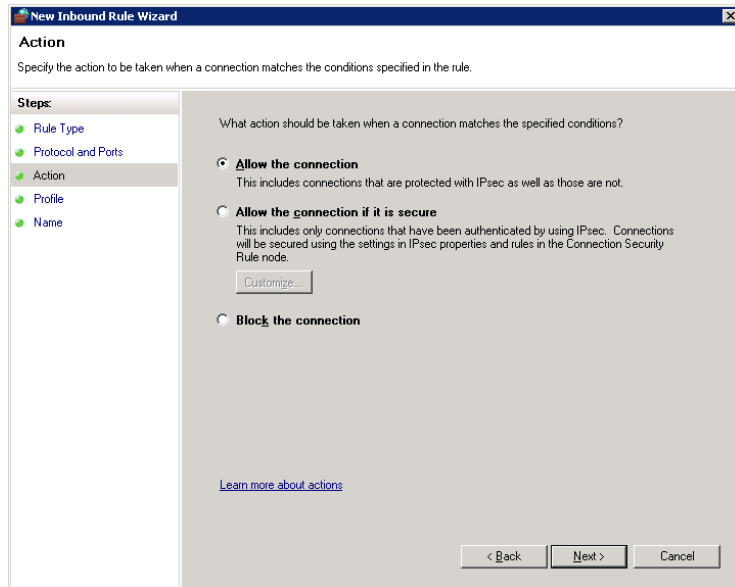 New Inbound Rule Wizard
Action
Specify the action to be taken when a connection matches the conditions specified in the rule.
Steps:
Rule Type
Protocol and Ports
Action
Profile
Name
What action should be taken when a connection matches the specified conditions?
Allow the connection
This includes connections that are protected with IPsec as well as those are not.
Allow the connection if it is secure
This includes only connections that have been authenticated by using IPsec. Connections
will be secured using the settings in IPsec properties and rules in the Connection Security
Rule node.
Customize...
Block the connection
Learn more about actions
< Back
Next >
Cancel